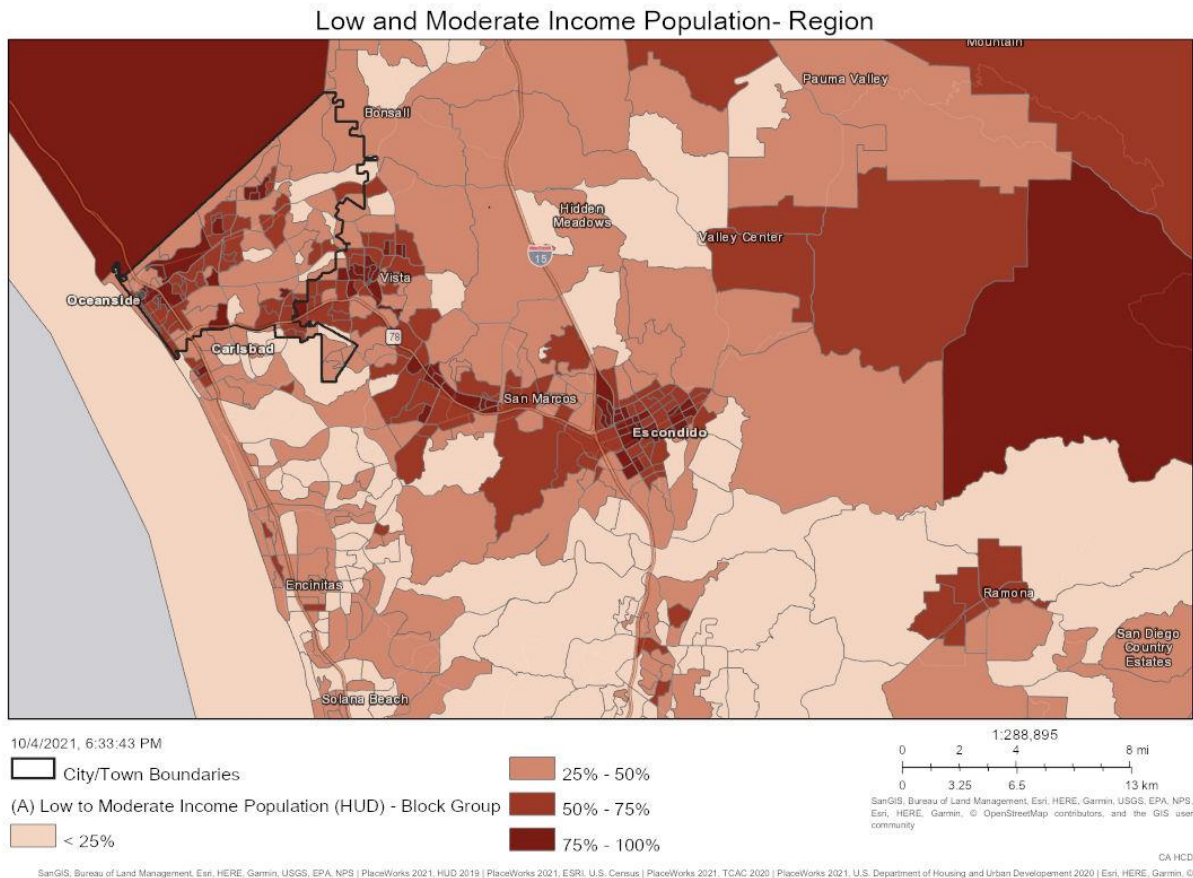 Low and Moderate Income Population- Region
Mountain
Pauma Valley
Bonsall
Hidden
Meadows
Valley Center
15
Vista
Oceanside
78
Carlsbad
San Marcos
Escondido
Encinitas
Ramona
San Diego
Country
Estates
Solana Beach
10/4/2021, 6:33:43 PM
City/Town Boundaries
(A) Low to Moderate Income Population (HUD) - Block Group
< 25%
25% - 50%
50% - 75%
75% - 100%
1:288,895
0 2 4 8 mi
0 3.25 6.5 13 km
SanGIS, Bureau of Land Management, Esri, HERE, Garmin, USGS, EPA, NPS,
Esri, HERE, Garmin, © OpenStreetMap contributors, and the GIS user
community
CA HCD
SanGIS, Bureau of Land Management, Esri, HERE, Garmin, USGS, EPA, NPS | PlaceWorks 2021, HUD 2019 | PlaceWorks 2021, ESRI, U.S. Census | PlaceWorks 2021, TCAC 2020 | PlaceWorks 2021, U.S. Department of Housing and Urban Developement 2020 | Esri, HERE, Garmin, ©